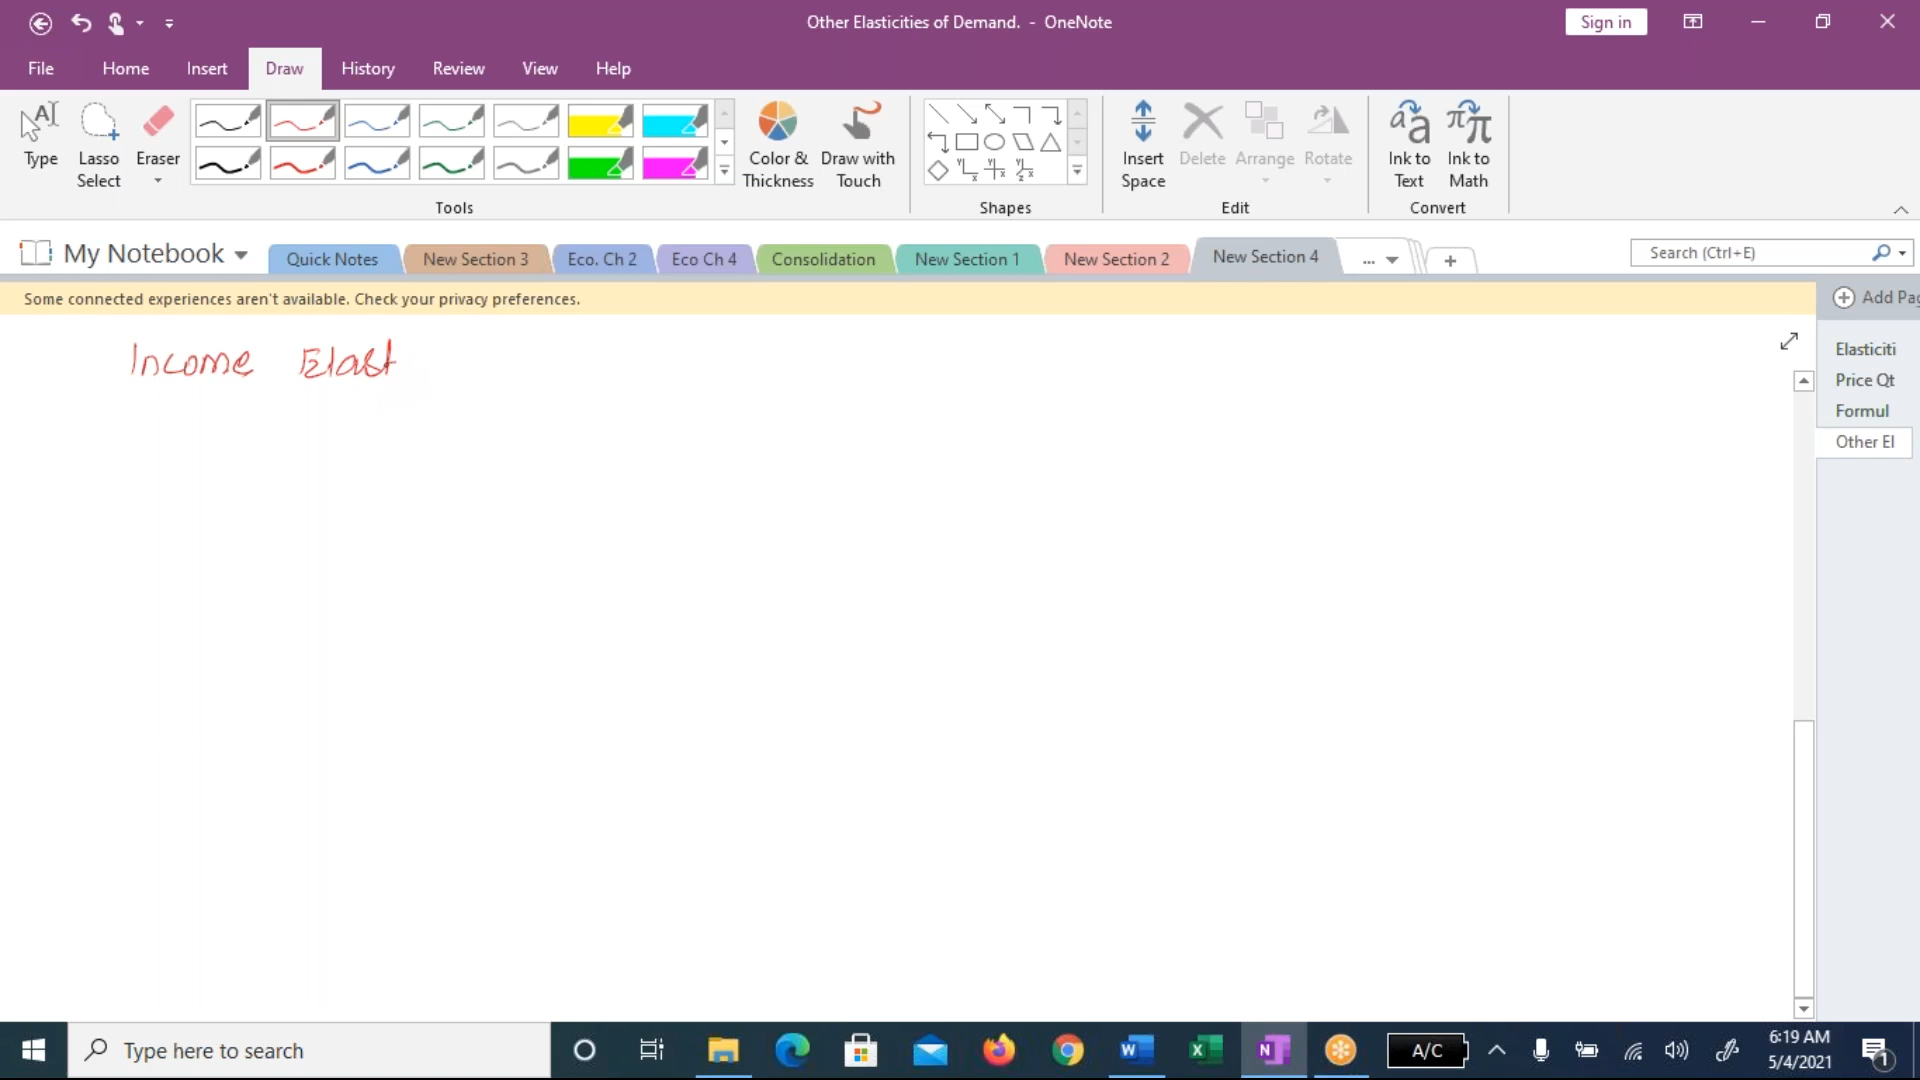 Other Elasticities of Demand. - OneNote
Sign in
File Home Insert Draw History Review View Help
Type
Lasso Select
Eraser
Color & Thickness
Draw with Touch
Insert Space
Delete
Arrange
Rotate
Ink to Text
Ink to Math
Tools
Shapes
Edit
Convert
My Notebook
Quick Notes
New Section 3
Eco. Ch 2
Eco Ch 4
Consolidation
New Section 1
New Section 2
New Section 4
...
Search (Ctrl+E)
Some connected experiences aren't available. Check your privacy preferences.
Add Pag
Income Elast
Elasticiti
Price Qt
Formul
Other El
Type here to search
A/C
6:19 AM
5/4/2021
1